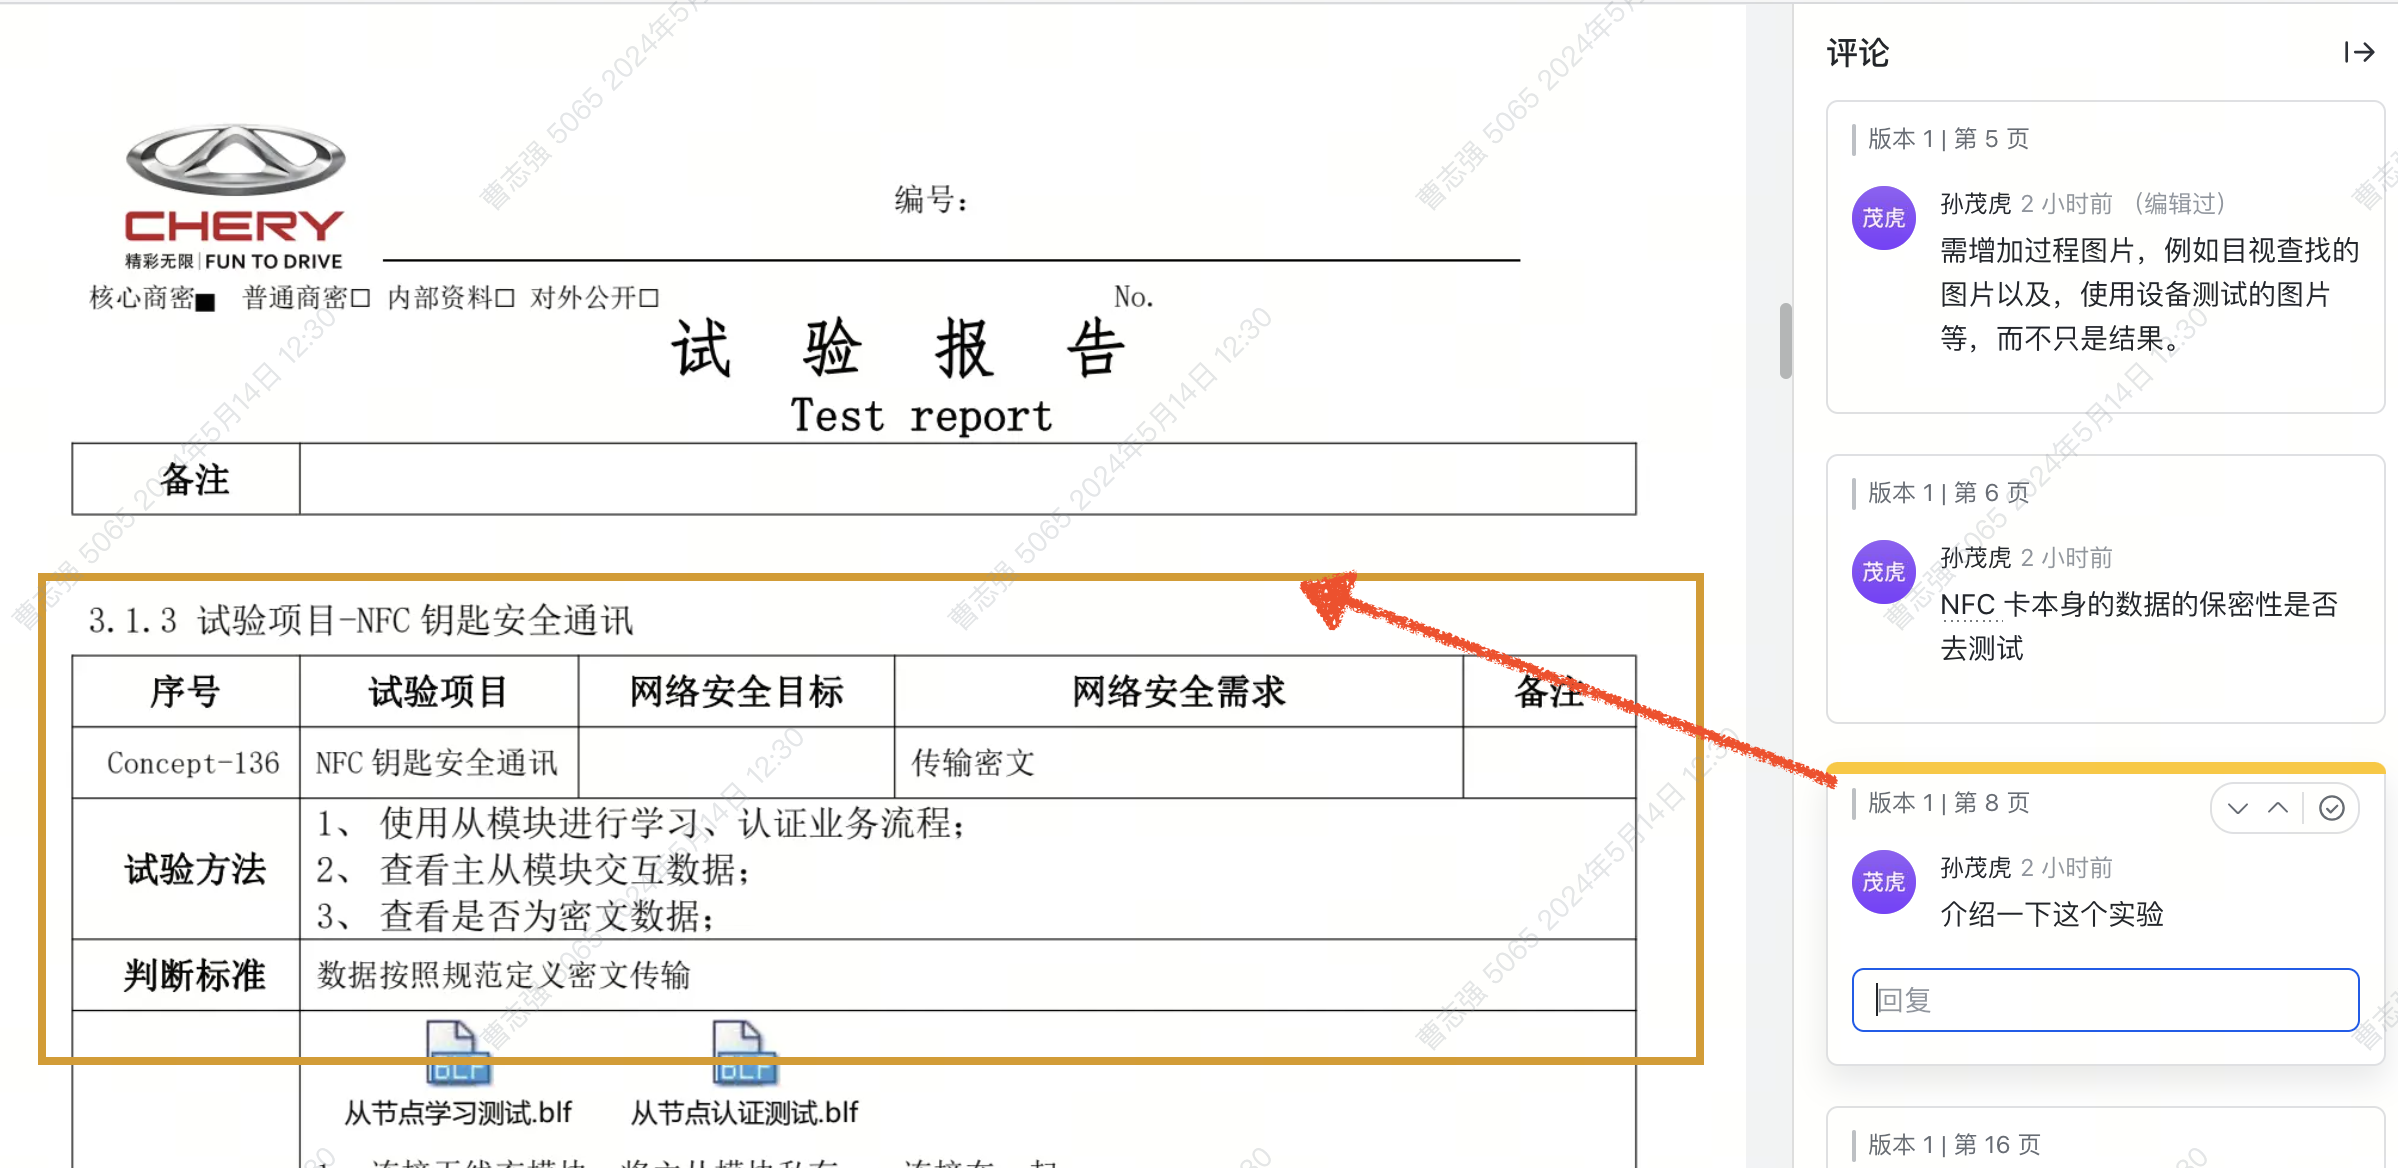 CHERY
精彩无限|FUN TO DRIVE
编号：
核心商密■ 普通商密□ 内部资料□ 对外公开□
No.
试 验 报 告
Test report
备注
3.1.3 试验项目-NFC 钥匙安全通讯
序号 试验项目 网络安全目标 网络安全需求 备注
Concept-136 NFC 钥匙安全通讯 传输密文
试验方法
1、 使用从模块进行学习、认证业务流程；
2、 查看主从模块交互数据；
3、 查看是否为密文数据；
判断标准 数据按照规范定义密文传输
BLF BLF
从节点学习测试.blf 从节点认证测试.blf
评论
版本 1 | 第 5 页
茂虎
孙茂虎 2 小时前 （编辑过）
需增加过程图片，例如目视查找的
图片以及，使用设备测试的图片
等，而不只是结果。
版本 1 | 第 6 页
茂虎
孙茂虎 2 小时前
NFC 卡本身的数据的保密性是否
去测试
版本 1 | 第 8 页
茂虎
孙茂虎 2 小时前
介绍一下这个实验
回复
版本 1 | 第 16 页
曹志强 5065 2024年5月14日 12:30